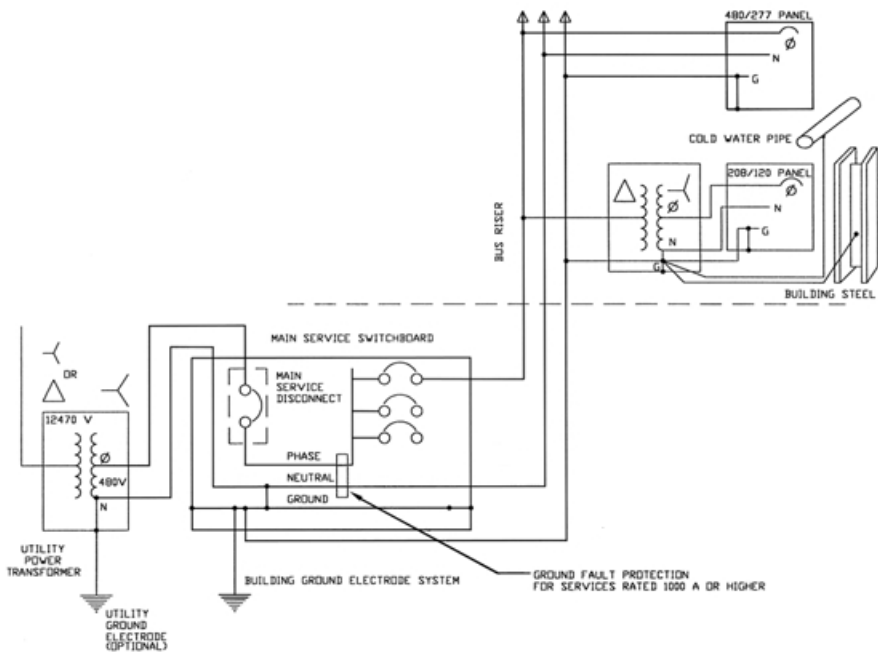 480/277 PANEL
Ø
N
G
COLD WATER PIPE
208/120 PANEL
Ø
Ø
N
N
G
G
BUS RISER
BUILDING STEEL
MAIN SERVICE SWITCHBOARD
OR
MAIN
SERVICE
DISCONNECT
12470 V
Ø
480V
N
PHASE
NEUTRAL
GROUND
UTILITY
POWER
TRANSFORMER
BUILDING GROUND ELECTRODE SYSTEM
GROUND FAULT PROTECTION
FOR SERVICES RATED 1000 A OR HIGHER
UTILITY
GROUND
ELECTRODE
(OPTIONAL)